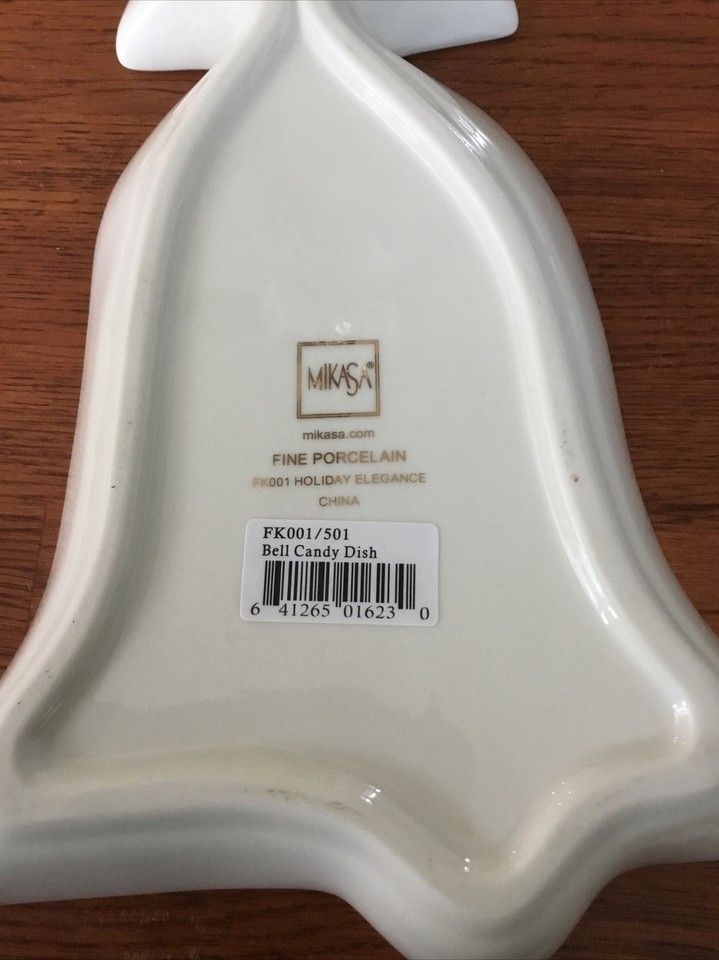 MIKASA®
mikasa.com
FINE PORCELAIN
FK001 HOLIDAY ELEGANCE
CHINA
FK001/501
Bell Candy Dish
6 41265 01623 0